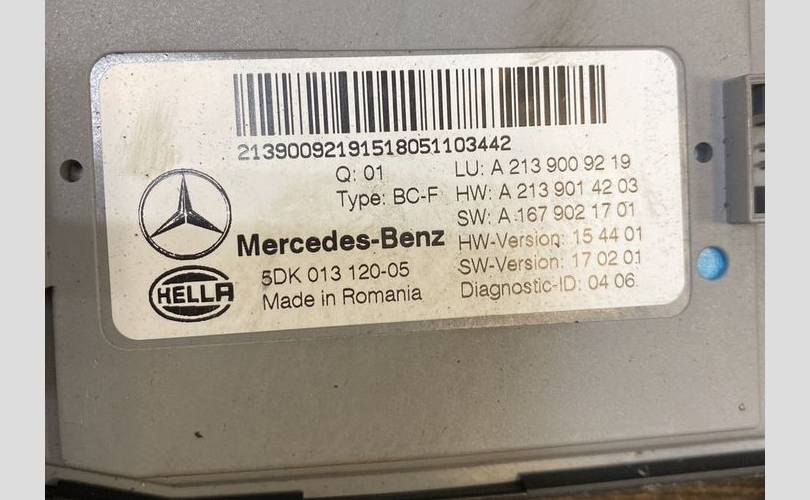 21390092191518051103442
Q: 01
Type: BC-F
LU: A 213 900 92 19
HW: A 213 901 42 03
SW: A 167 902 17 01
HW-Version: 15 44 01
SW-Version: 17 02 01
Diagnostic-ID: 04 06
Mercedes-Benz
HELLA
5DK 013 120-05
Made in Romania